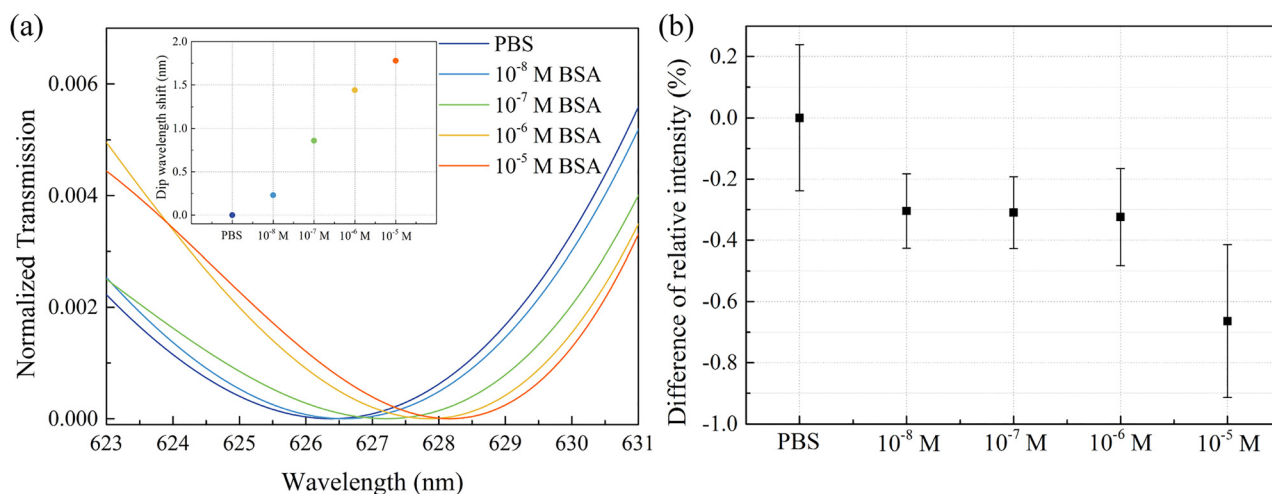 (a)
Normalized Transmission
0.006
0.004
0.002
0.000
623 624 625 626 627 628 629 630 631
Wavelength (nm)
Dip wavelength shift (nm)
2.0
1.5
1.0
0.5
0.0
PBS 10⁻⁸ M 10⁻⁷ M 10⁻⁶ M 10⁻⁵ M
PBS
10⁻⁸ M BSA
10⁻⁷ M BSA
10⁻⁶ M BSA
10⁻⁵ M BSA
(b)
Difference of relative intensity (%)
0.2
0.0
-0.2
-0.4
-0.6
-0.8
-1.0
PBS 10⁻⁸ M 10⁻⁷ M 10⁻⁶ M 10⁻⁵ M